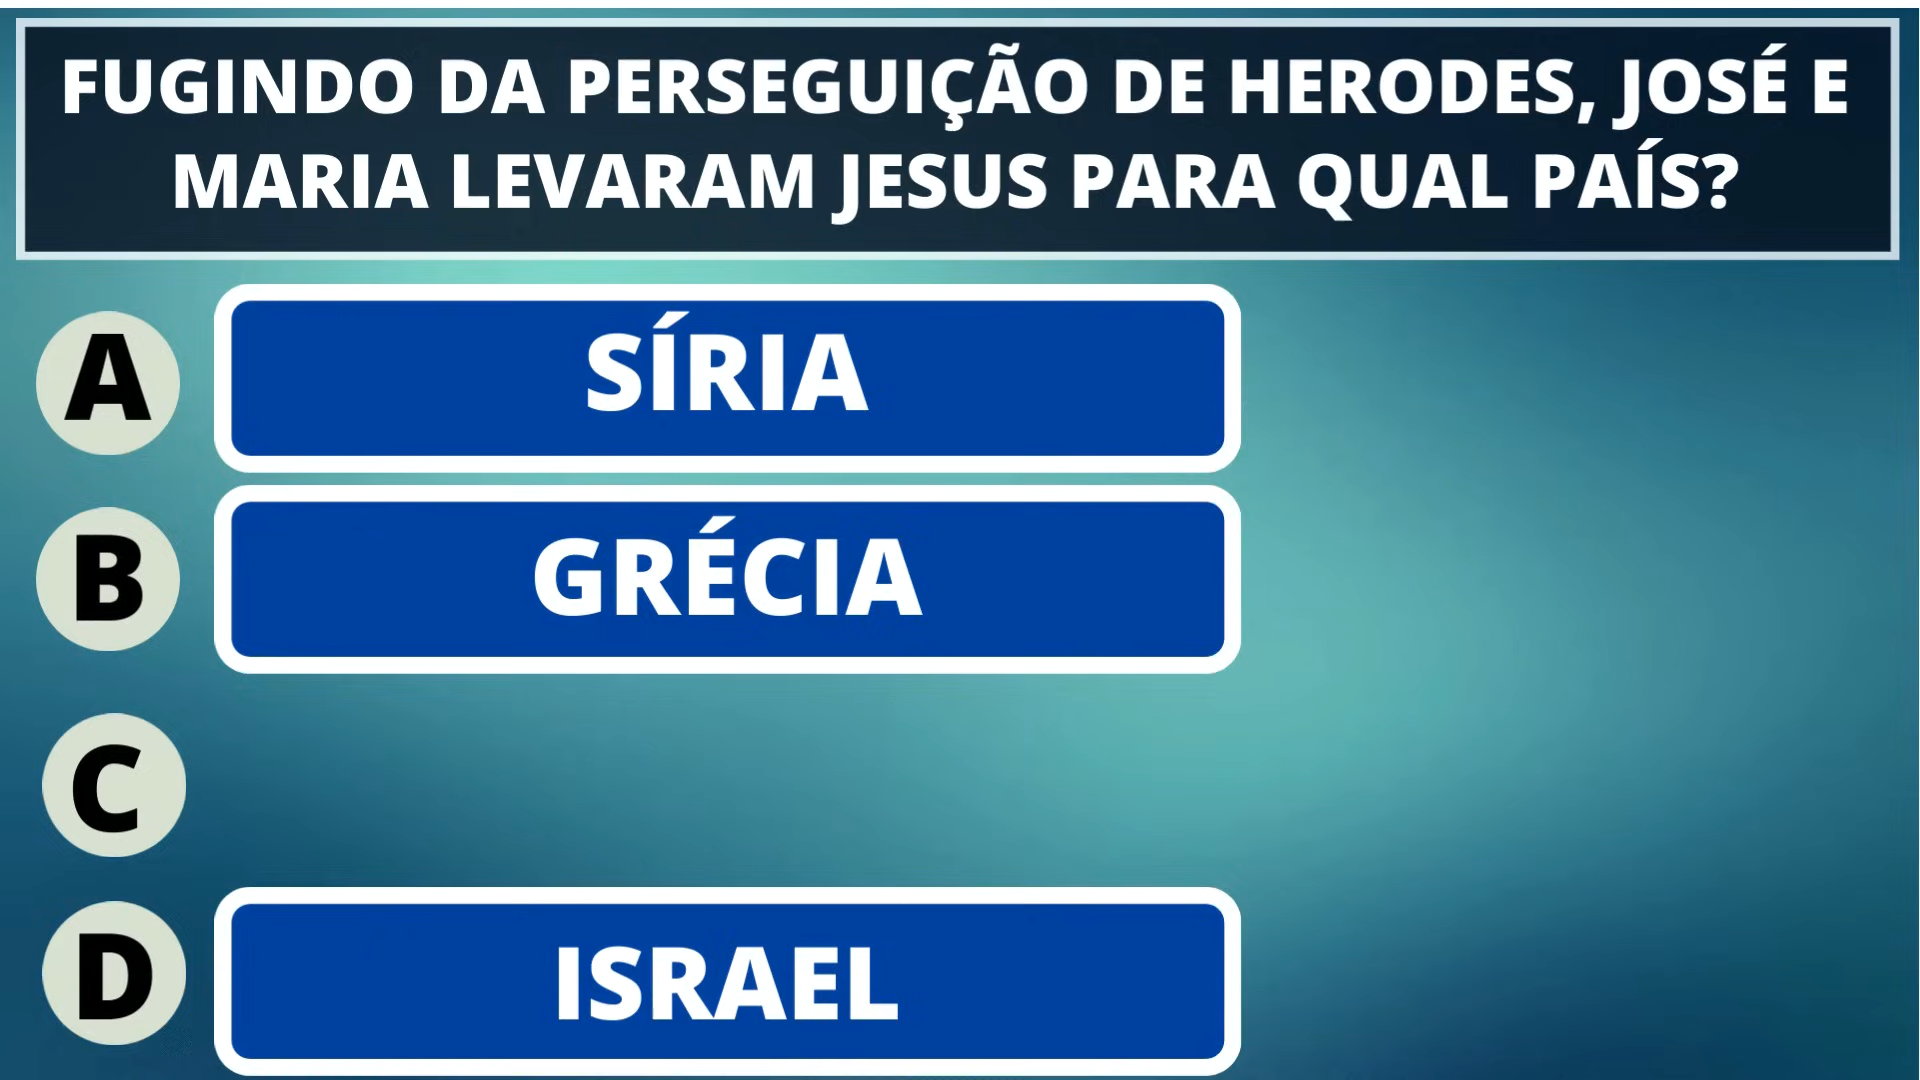 FUGINDO DA PERSEGUIÇÃO DE HERODES, JOSÉ E
MARIA LEVARAM JESUS PARA QUAL PAÍS?
A SÍRIA
B GRÉCIA
C
D ISRAEL